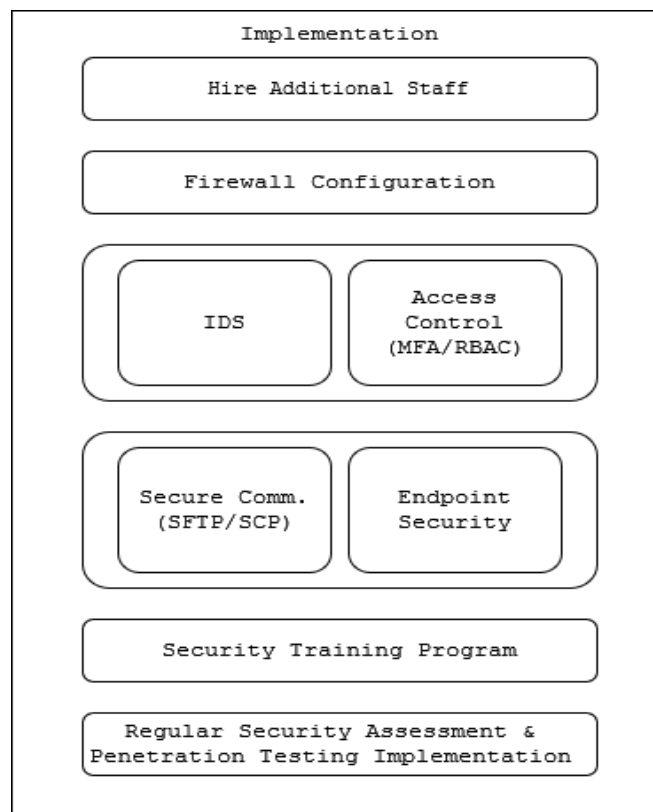 Implementation
Hire Additional Staff
Firewall Configuration
IDS
Access
Control
(MFA/RBAC)
Secure Comm.
(SFTP/SCP)
Endpoint
Security
Security Training Program
Regular Security Assessment &
Penetration Testing Implementation